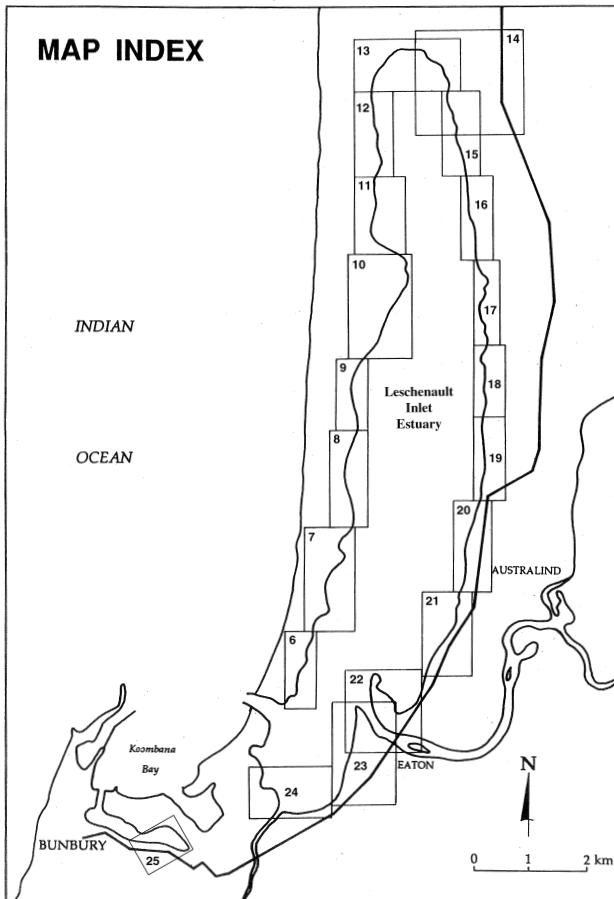 MAP INDEX
13
14
12
15
11
16
10
INDIAN
17
9
18
Leschenault
Inlet
Estuary
8
OCEAN
19
20
7
AUSTRALIND
21
6
22
Koombana
Bay
EATON
23
N
24
BUNBURY
25
0 1 2 km